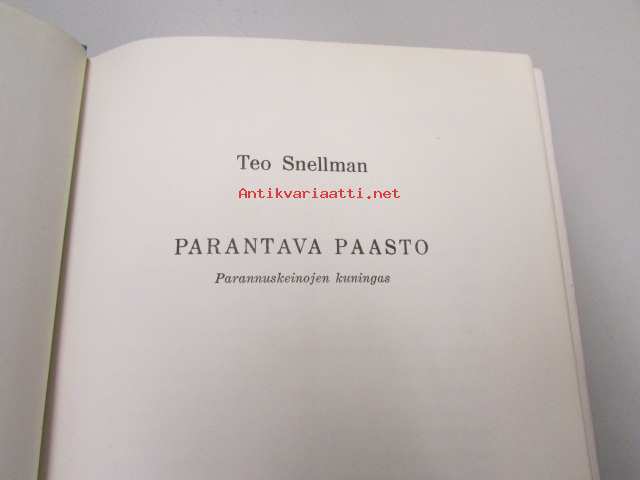 Teo Snellman
Antikvariaatti.net
PARANTAVA PAASTO
Parannuskeinojen kuningas